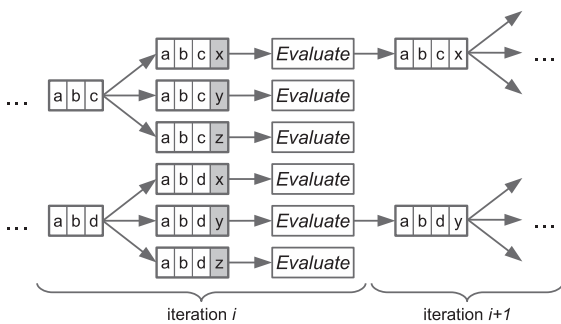 a b c x Evaluate a b c x
... a b c a b c y Evaluate ...
a b c z Evaluate
a b d x Evaluate
... a b d a b d y Evaluate a b d y ...
a b d z Evaluate
iteration i iteration i+1